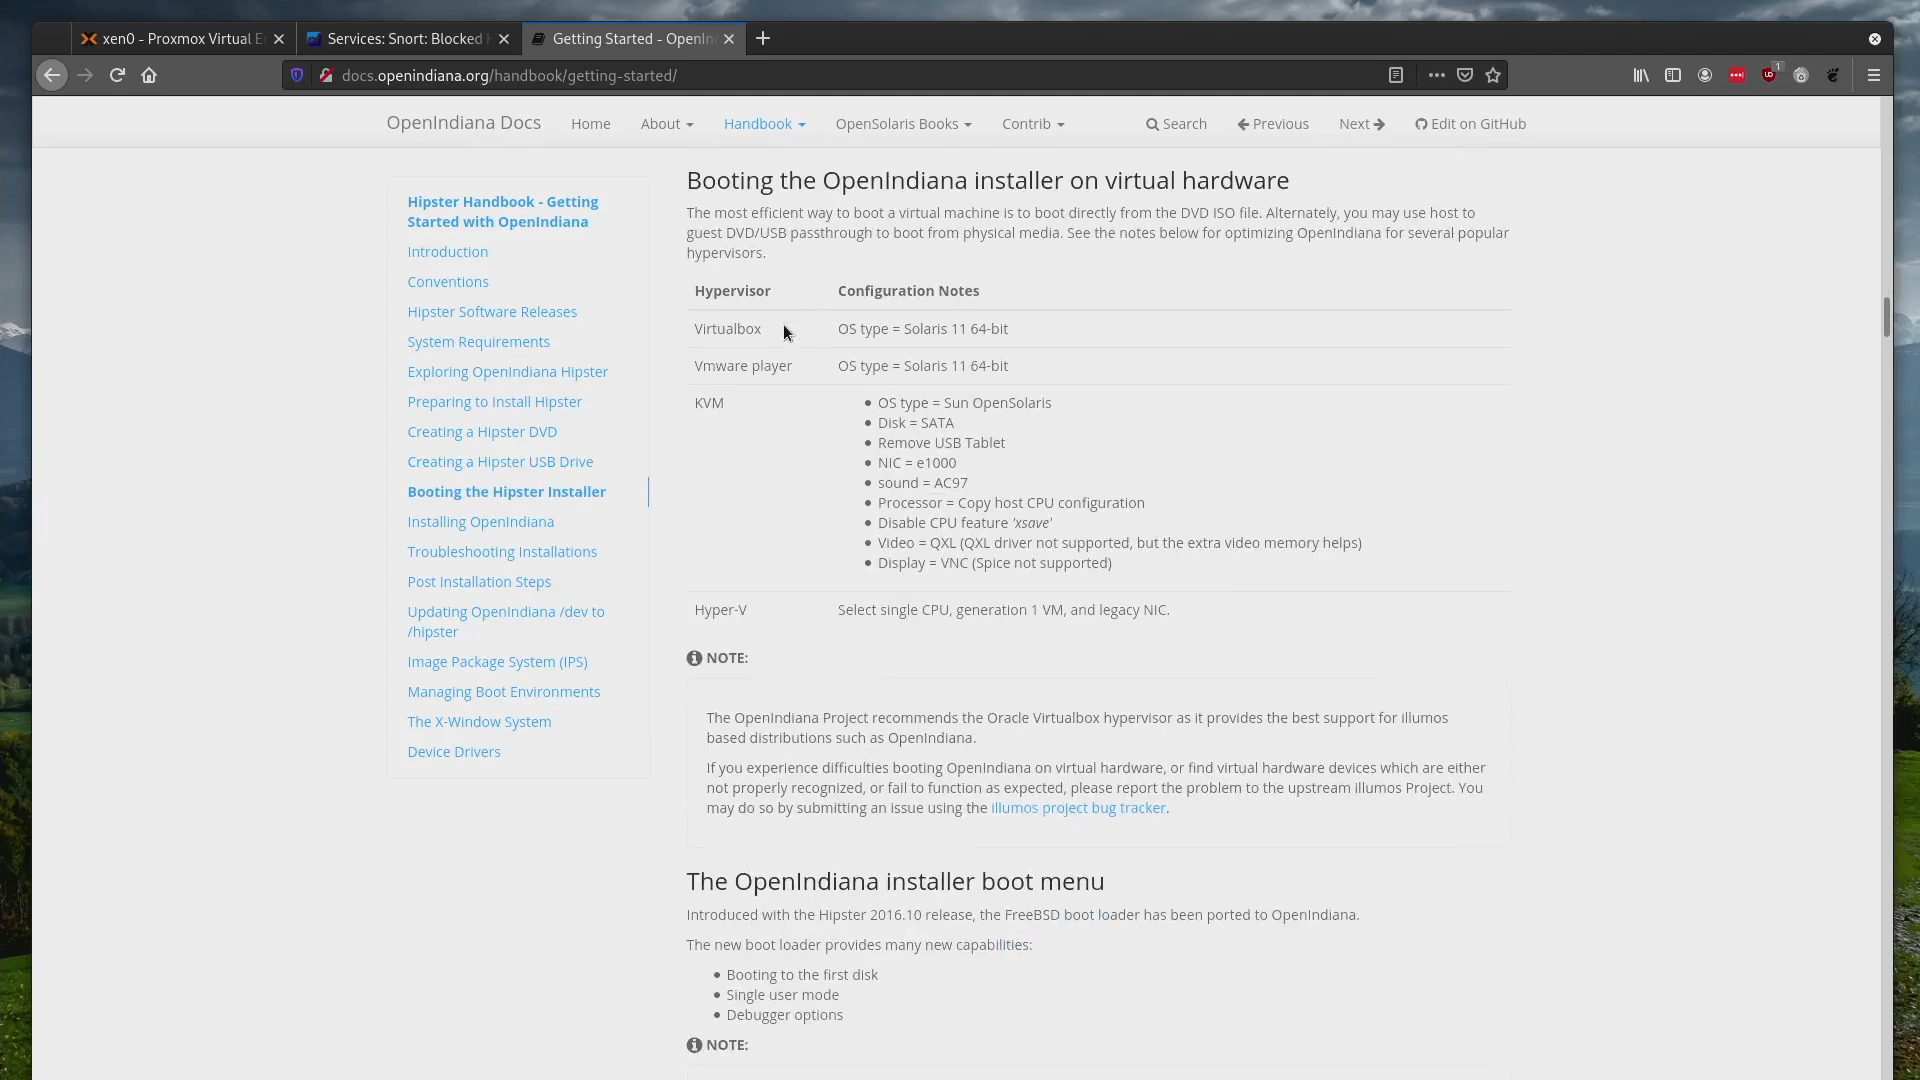 xen0 - Proxmox Virtual E
Services: Snort: Blocked
Getting Started - OpenIn
docs.openindiana.org/handbook/getting-started/
1
OpenIndiana Docs
Home
About
Handbook
OpenSolaris Books
Contrib
Search
Previous
Next
Edit on GitHub
Hipster Handbook - Getting
Started with OpenIndiana
Introduction
Conventions
Hipster Software Releases
System Requirements
Exploring OpenIndiana Hipster
Preparing to Install Hipster
Creating a Hipster DVD
Creating a Hipster USB Drive
Booting the Hipster Installer
Installing OpenIndiana
Troubleshooting Installations
Post Installation Steps
Updating OpenIndiana /dev to
/hipster
Image Package System (IPS)
Managing Boot Environments
The X-Window System
Device Drivers
Booting the OpenIndiana installer on virtual hardware
The most efficient way to boot a virtual machine is to boot directly from the DVD ISO file. Alternately, you may use host to
guest DVD/USB passthrough to boot from physical media. See the notes below for optimizing OpenIndiana for several popular
hypervisors.
Hypervisor Configuration Notes
Virtualbox OS type = Solaris 11 64-bit
Vmware player OS type = Solaris 11 64-bit
KVM
• OS type = Sun OpenSolaris
• Disk = SATA
• Remove USB Tablet
• NIC = e1000
• sound = AC97
• Processor = Copy host CPU configuration
• Disable CPU feature 'xsave'
• Video = QXL (QXL driver not supported, but the extra video memory helps)
• Display = VNC (Spice not supported)
Hyper-V Select single CPU, generation 1 VM, and legacy NIC.
NOTE:
The OpenIndiana Project recommends the Oracle Virtualbox hypervisor as it provides the best support for illumos
based distributions such as OpenIndiana.
If you experience difficulties booting OpenIndiana on virtual hardware, or find virtual hardware devices which are either
not properly recognized, or fail to function as expected, please report the problem to the upstream illumos Project. You
may do so by submitting an issue using the illumos project bug tracker.
The OpenIndiana installer boot menu
Introduced with the Hipster 2016.10 release, the FreeBSD boot loader has been ported to OpenIndiana.
The new boot loader provides many new capabilities:
• Booting to the first disk
• Single user mode
• Debugger options
NOTE: